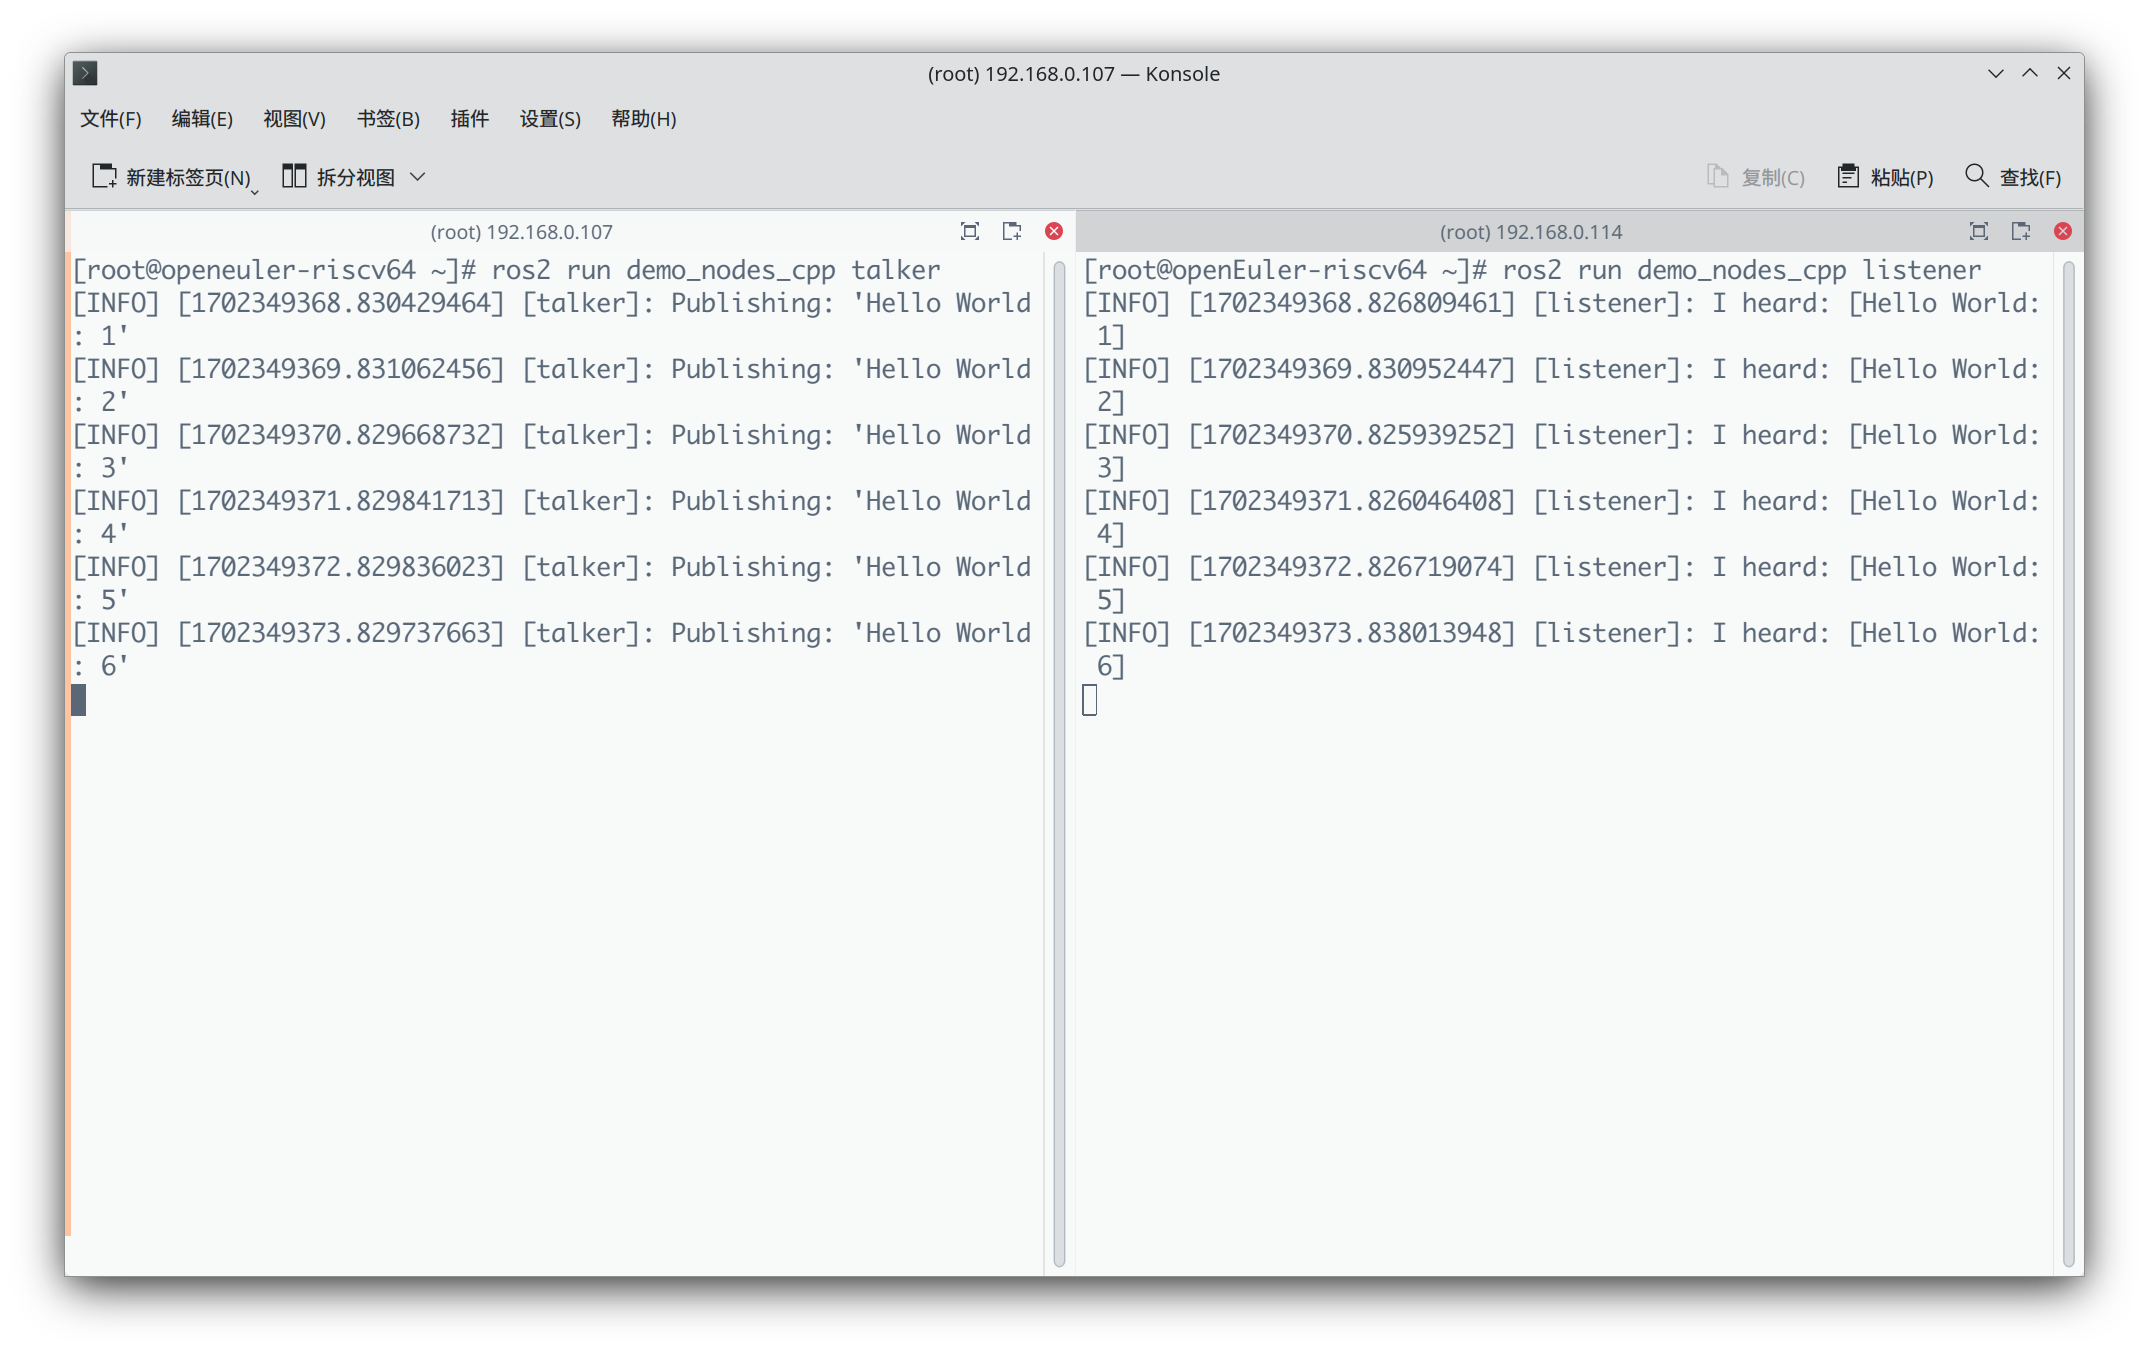 (root) 192.168.0.107 — Konsole
文件(F) 编辑(E) 视图(V) 书签(B) 插件 设置(S) 帮助(H)
新建标签页(N) 拆分视图 复制(C) 粘贴(P) 查找(F)
(root) 192.168.0.107
[root@openeuler-riscv64 ~]# ros2 run demo_nodes_cpp talker
[INFO] [1702349368.830429464] [talker]: Publishing: 'Hello World
: 1'
[INFO] [1702349369.831062456] [talker]: Publishing: 'Hello World
: 2'
[INFO] [1702349370.829668732] [talker]: Publishing: 'Hello World
: 3'
[INFO] [1702349371.829841713] [talker]: Publishing: 'Hello World
: 4'
[INFO] [1702349372.829836023] [talker]: Publishing: 'Hello World
: 5'
[INFO] [1702349373.829737663] [talker]: Publishing: 'Hello World
: 6'
(root) 192.168.0.114
[root@openEuler-riscv64 ~]# ros2 run demo_nodes_cpp listener
[INFO] [1702349368.826809461] [listener]: I heard: [Hello World:
 1]
[INFO] [1702349369.830952447] [listener]: I heard: [Hello World:
 2]
[INFO] [1702349370.825939252] [listener]: I heard: [Hello World:
 3]
[INFO] [1702349371.826046408] [listener]: I heard: [Hello World:
 4]
[INFO] [1702349372.826719074] [listener]: I heard: [Hello World:
 5]
[INFO] [1702349373.838013948] [listener]: I heard: [Hello World:
 6]